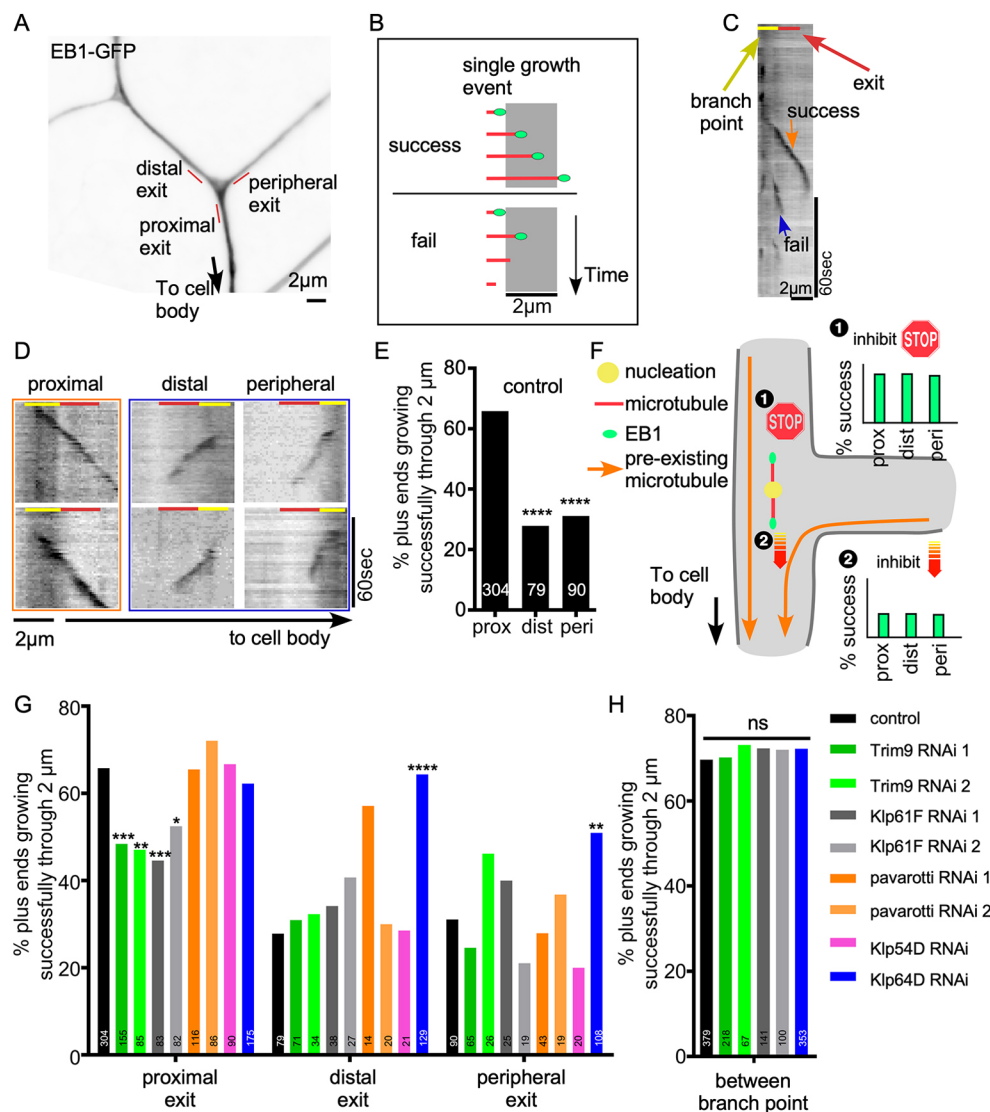 A
EB1-GFP
distal
exit
peripheral
exit
proximal
exit
To cell
body
2µm
B
single growth
event
success
fail
Time
2µm
C
branch
point
exit
success
fail
60sec
2µm
D
proximal
distal
peripheral
60sec
2µm
to cell body
E
% plus ends growing
successfully through 2 µm
80
60
40
20
0
control
****
****
304
79
90
prox
dist
peri
F
nucleation
microtubule
EB1
pre-existing
microtubule
1
STOP
2
To cell
body
1
inhibit
STOP
% success
prox
dist
peri
2
inhibit
% success
prox
dist
peri
G
% plus ends growing
successfully through 2 µm
80
60
40
20
0
***
**
***
*
****
**
304
155
85
83
82
116
86
90
175
79
71
34
38
27
14
20
21
129
90
65
26
25
19
43
19
20
108
proximal
exit
distal
exit
peripheral exit
H
% plus ends growing
successfully through 2 µm
80
60
40
20
0
ns
379
218
67
141
100
353
between
branch point
control
Trim9 RNAi 1
Trim9 RNAi 2
Klp61F RNAi 1
Klp61F RNAi 2
pavarotti RNAi 1
pavarotti RNAi 2
Klp54D RNAi
Klp64D RNAi